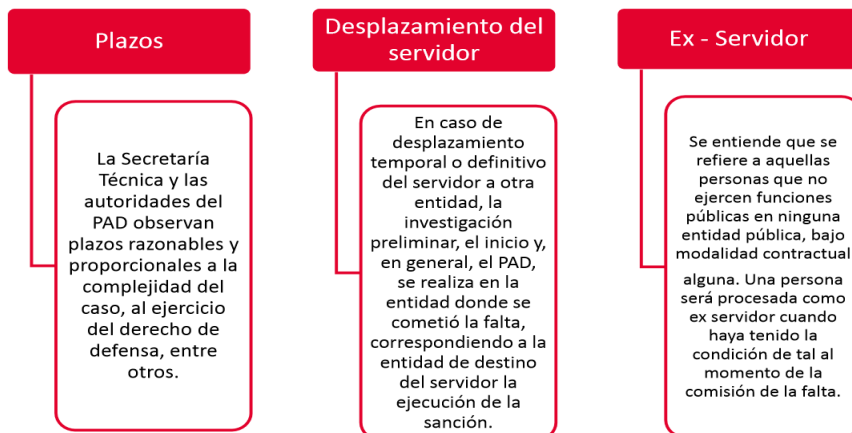 Plazos
La Secretaría
Técnica y las
autoridades del
PAD observan
plazos razonables y
proporcionales a la
complejidad del
caso, al ejercicio
del derecho de
defensa, entre
otros.
Desplazamiento del
servidor
En caso de
desplazamiento
temporal o definitivo
del servidor a otra
entidad, la
investigación
preliminar, el inicio y,
en general, el PAD,
se realiza en la
entidad donde se
cometió la falta,
correspondiendo a la
entidad de destino
del servidor la
ejecución de la
sanción.
Ex - Servidor
Se entiende que se
refiere a aquellas
personas que no
ejercen funciones
públicas en ninguna
entidad pública, bajo
modalidad contractual
alguna. Una persona
será procesada como
ex servidor cuando
haya tenido la
condición de tal al
momento de la
comisión de la falta.